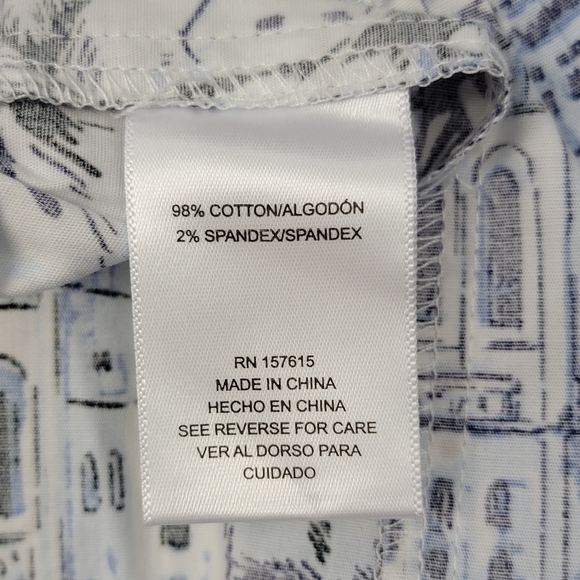 98% COTTON/ALGODÓN
2% SPANDEX/SPANDEX
RN 157615
MADE IN CHINA
HECHO EN CHINA
SEE REVERSE FOR CARE
VER AL DORSO PARA
CUIDADO